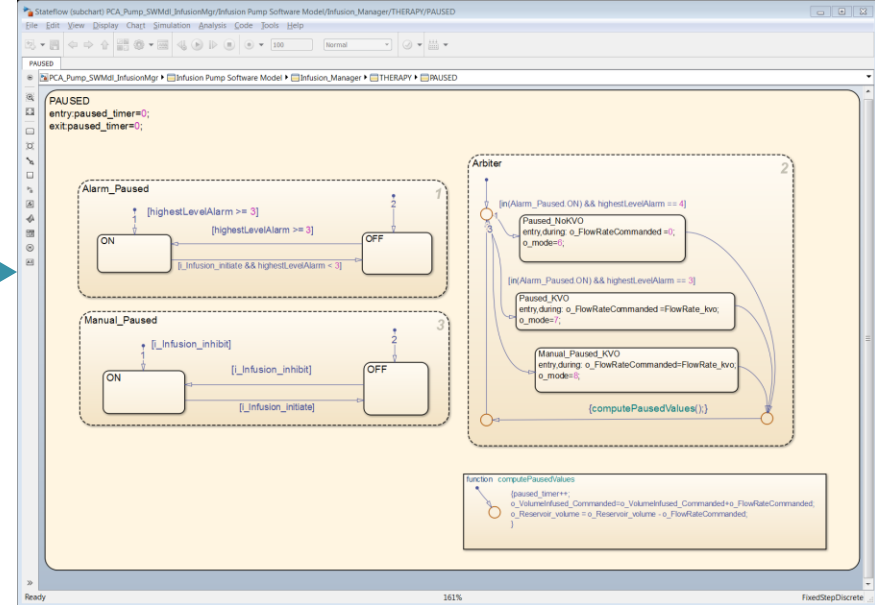 Stateflow (subchart) PCA_Pump_SWMdl_InfusionMgr/Infusion Pump Software Model/Infusion_Manager/THERAPY/PAUSED
File Edit View Display Chart Simulation Analysis Code Tools Help
100 Normal
PAUSED
PCA_Pump_SWMdl_InfusionMgr Infusion Pump Software Model Infusion_Manager THERAPY PAUSED
PAUSED
entry:paused_timer=0;
exit:paused_timer=0;
Alarm_Paused
1
1
[highestLevelAlarm >= 3]
2
[highestLevelAlarm >= 3]
ON
OFF
[i_Infusion_initiate && highestLevelAlarm < 3]
Manual_Paused
3
1
[i_Infusion_inhibit]
2
[i_Infusion_inhibit]
ON
OFF
[i_Infusion_Initiate]
Arbiter
2
[in(Alarm_Paused.ON) && highestLevelAlarm == 4]
1
Paused_NoKVO
entry,during: o_FlowRateCommanded =0;
o_mode=6;
3
[in(Alarm_Paused.ON) && highestLevelAlarm == 3]
Paused_KVO
entry,during: o_FlowRateCommanded =FlowRate_kvo;
o_mode=7;
Manual_Paused_KVO
entry,during: o_FlowRateCommanded=FlowRate_kvo;
o_mode=8;
{computePausedValues();}
function computePausedValues
{paused_timer++;
o_VolumeInfused_Commanded=o_VolumeInfused_Commanded+o_FlowRateCommanded;
o_Reservoir_volume = o_Reservoir_volume - o_FlowRateCommanded;
}
Ready 161% FixedStepDiscrete